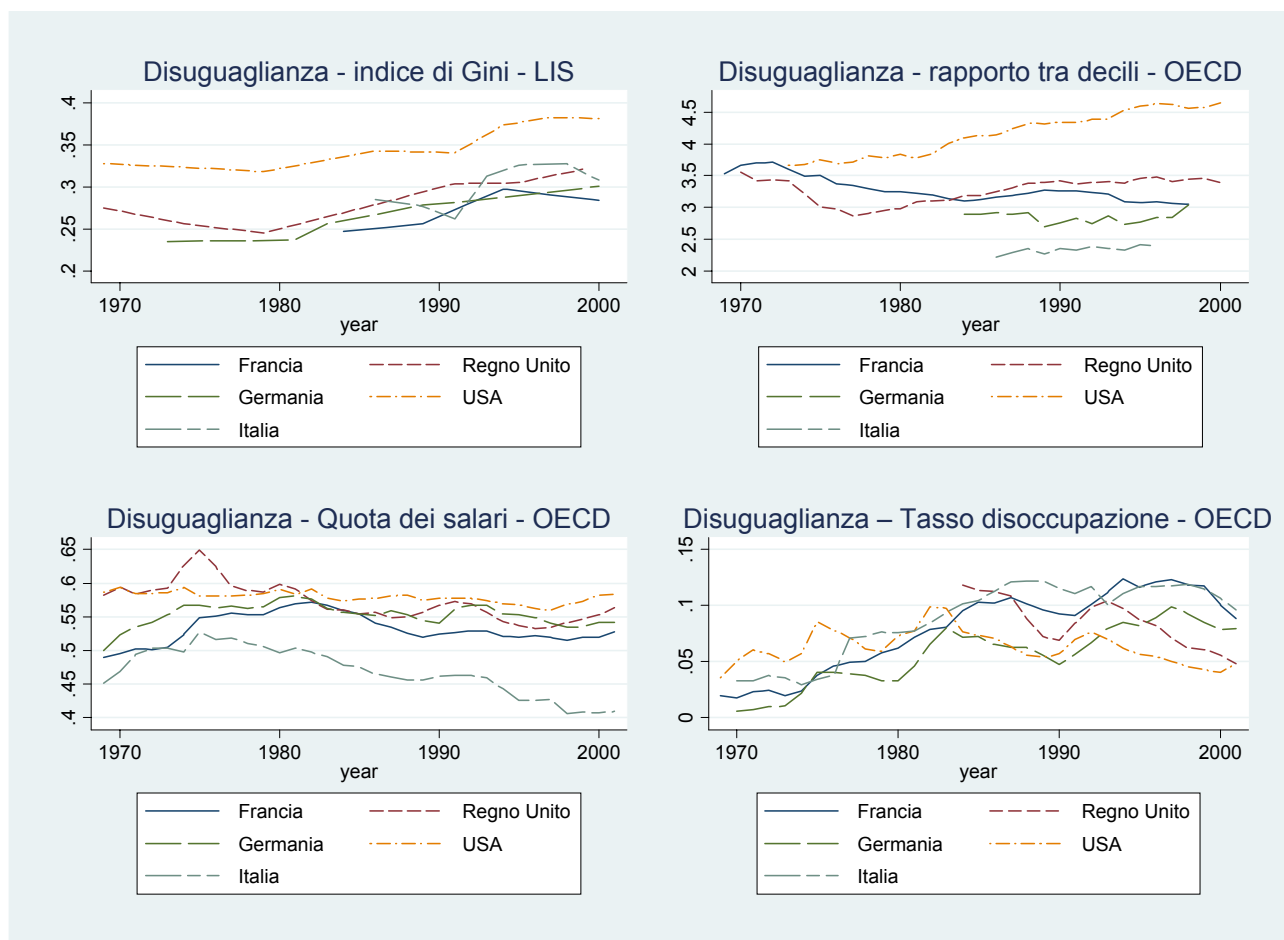 Disuguaglianza - indice di Gini - LIS
.4
.35
.3
.25
.2
1970 1980 1990 2000
year
Francia Regno Unito
Germania USA
Italia
Disuguaglianza - rapporto tra decili - OECD
4.5
4
3.5
3
2.5
2
1970 1980 1990 2000
year
Francia Regno Unito
Germania USA
Italia
Disuguaglianza - Quota dei salari - OECD
.65
.6
.55
.5
.45
.4
1970 1980 1990 2000
year
Francia Regno Unito
Germania USA
Italia
Disuguaglianza – Tasso disoccupazione - OECD
.15
.1
.05
0
1970 1980 1990 2000
year
Francia Regno Unito
Germania USA
Italia